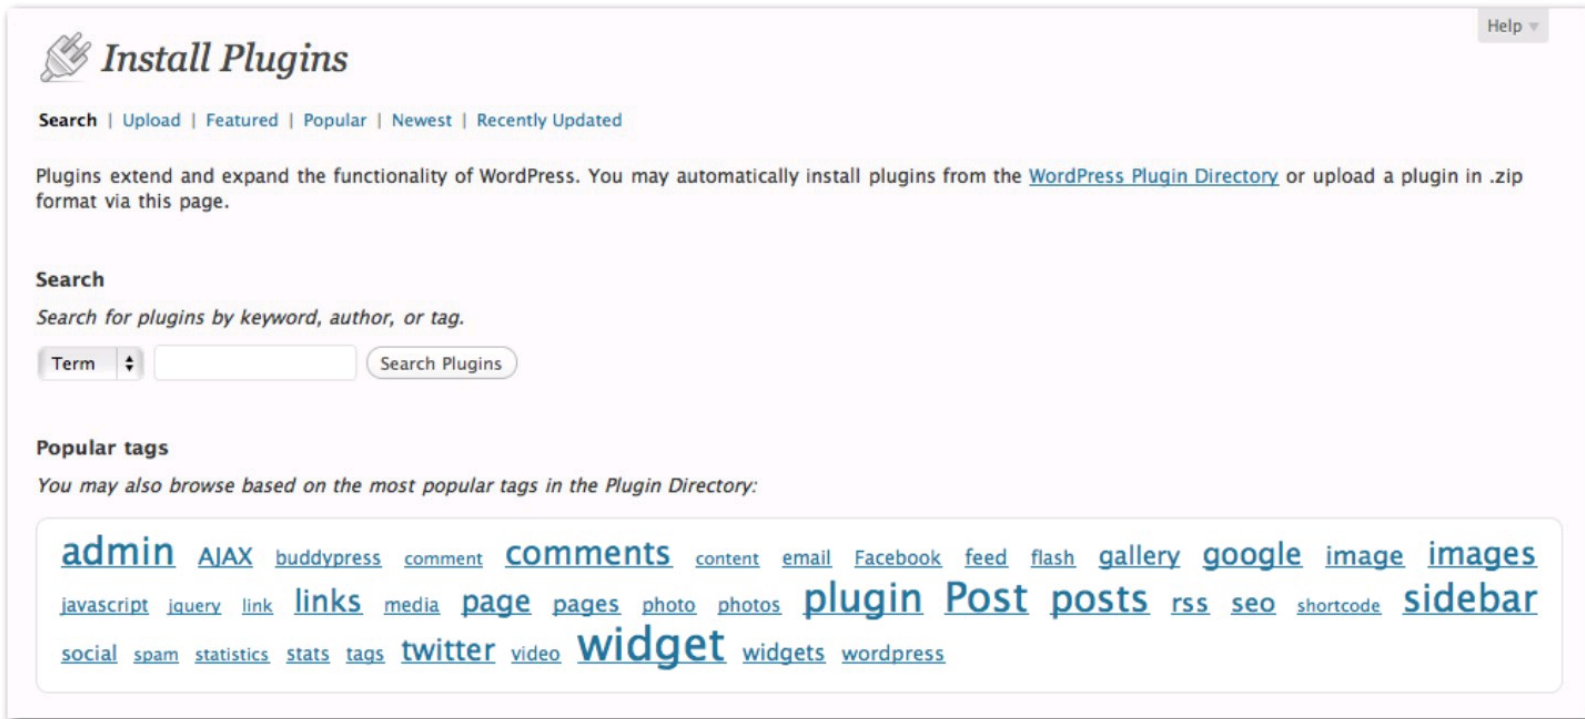 Help
Install Plugins
Search | Upload | Featured | Popular | Newest | Recently Updated
Plugins extend and expand the functionality of WordPress. You may automatically install plugins from the WordPress Plugin Directory or upload a plugin in .zip
format via this page.
Search
Search for plugins by keyword, author, or tag.
Term Search Plugins
Popular tags
You may also browse based on the most popular tags in the Plugin Directory:
admin AJAX buddypress comment comments content email Facebook feed flash gallery google image images
javascript jquery link links media page pages photo photos plugin Post posts rss seo shortcode sidebar
social spam statistics stats tags twitter video widget widgets wordpress